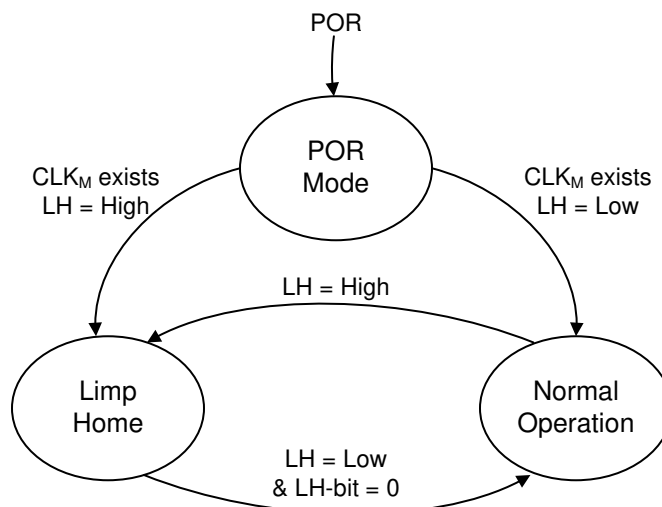 POR
POR
Mode
CLKM exists
LH = High
CLKM exists
LH = Low
LH = High
Limp
Home
Normal
Operation
LH = Low
& LH-bit = 0